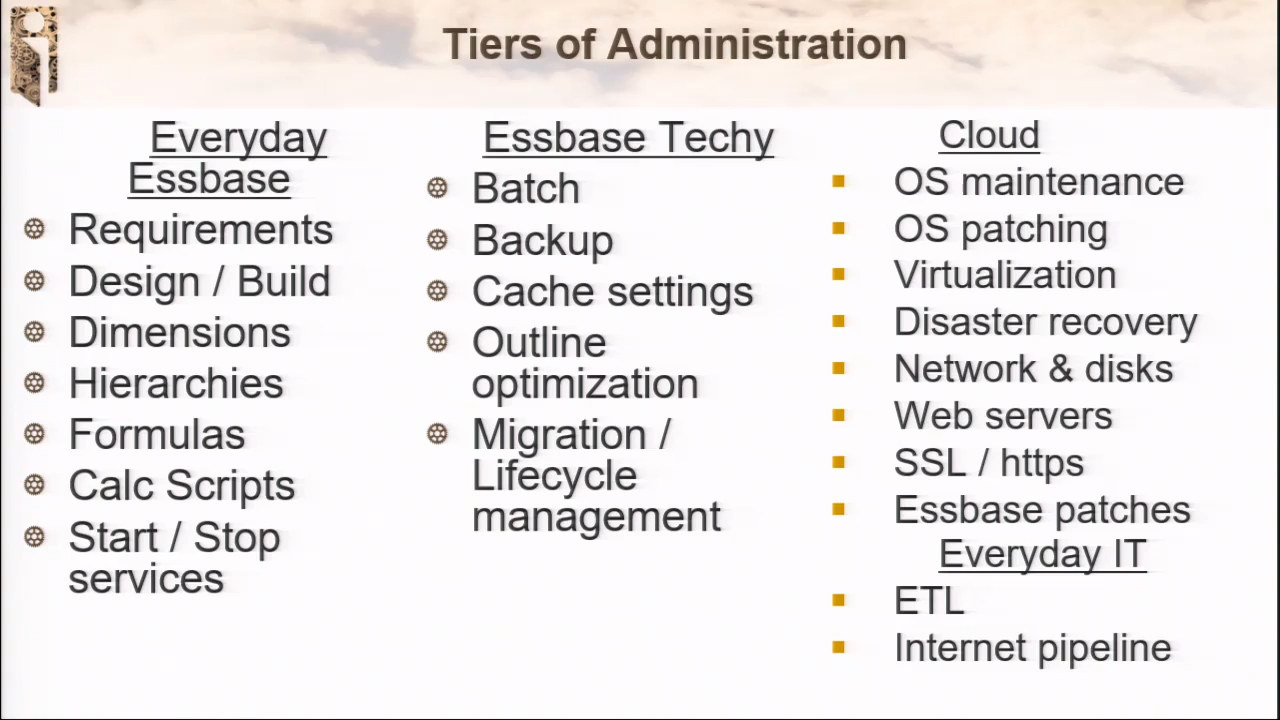 Tiers of Administration
Everyday
Essbase
Requirements
Design / Build
Dimensions
Hierarchies
Formulas
Calc Scripts
Start / Stop
services
Essbase Techy
Batch
Backup
Cache settings
Outline
optimization
Migration /
Lifecycle
management
Cloud
OS maintenance
OS patching
Virtualization
Disaster recovery
Network & disks
Web servers
SSL / https
Essbase patches
Everyday IT
ETL
Internet pipeline